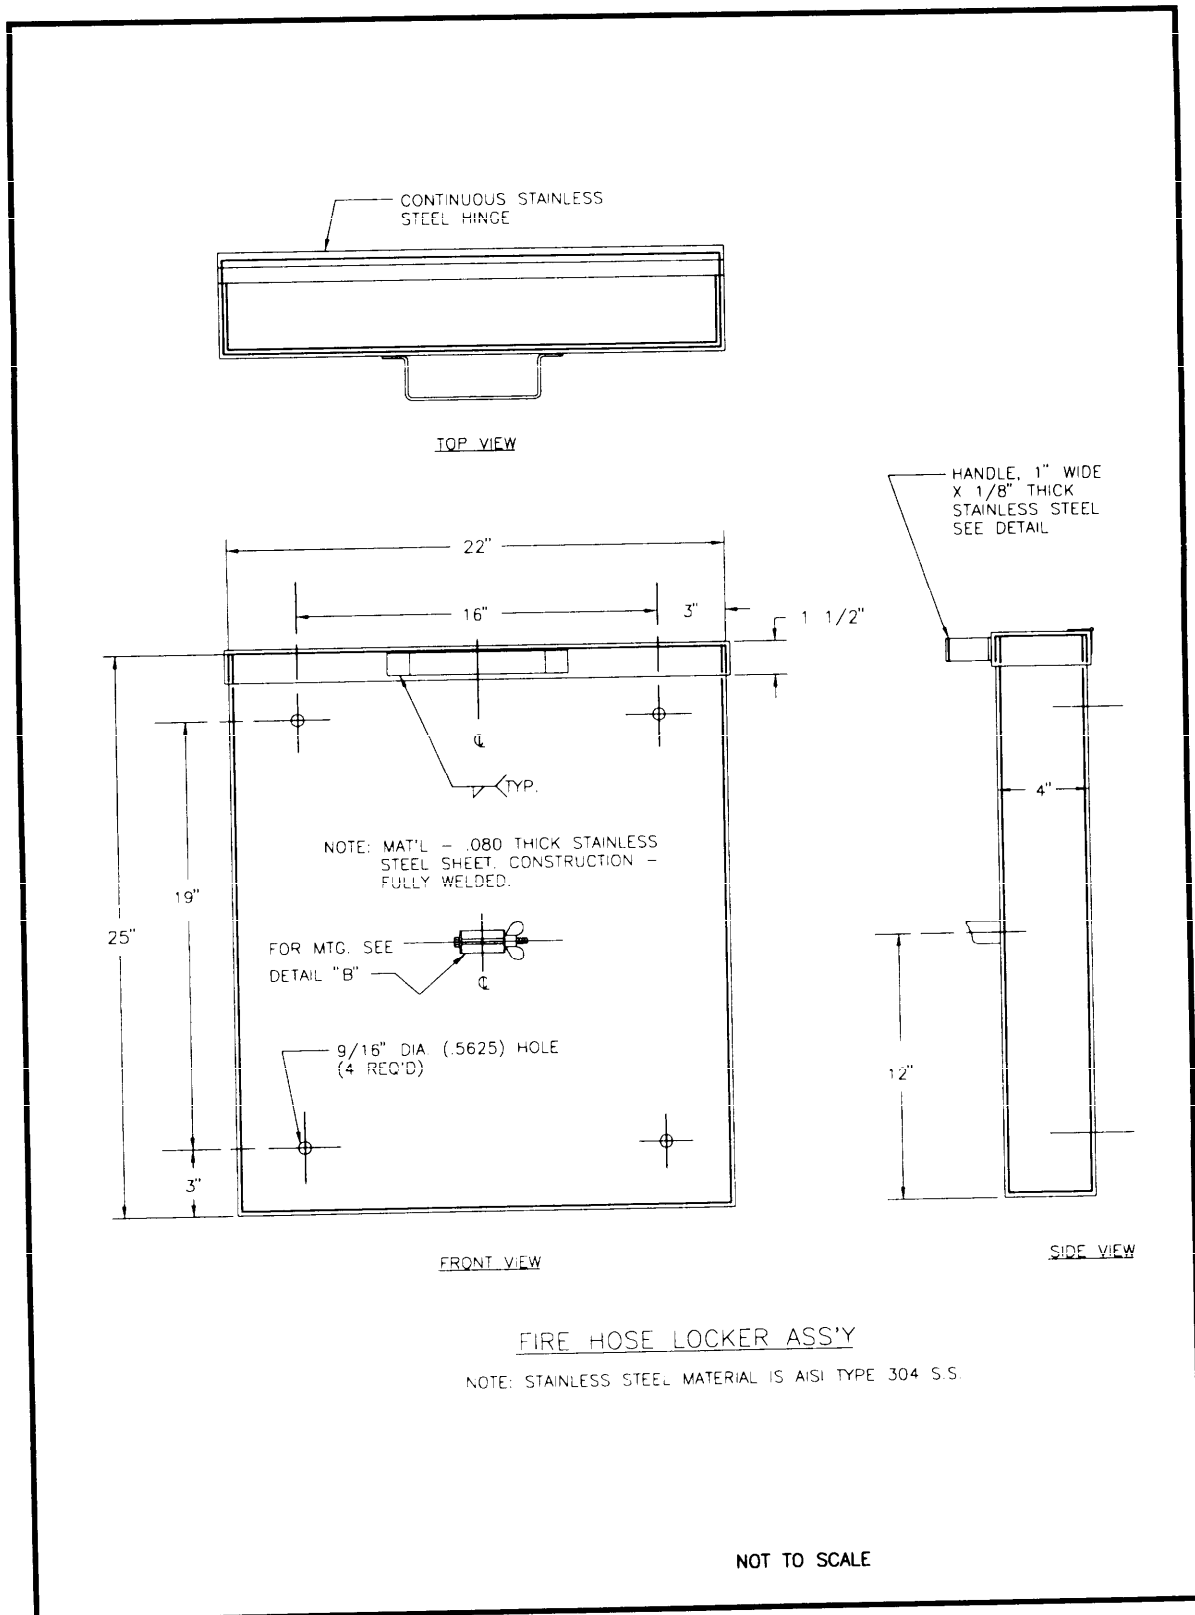 CONTINUOUS STAINLESS
STEEL HINGE
TOP VIEW
HANDLE, 1" WIDE
X 1/8" THICK
STAINLESS STEEL
SEE DETAIL
22"
16"
3"
1 1/2"
℄
TYP.
4"
NOTE: MAT'L - .080 THICK STAINLESS
STEEL SHEET. CONSTRUCTION -
FULLY WELDED.
19"
25"
FOR MTG. SEE
DETAIL "B"
℄
9/16" DIA. (.5625) HOLE
(4 REQ'D)
12"
3"
FRONT VIEW
SIDE VIEW
FIRE HOSE LOCKER ASS'Y
NOTE: STAINLESS STEEL MATERIAL IS AISI TYPE 304 S.S.
NOT TO SCALE